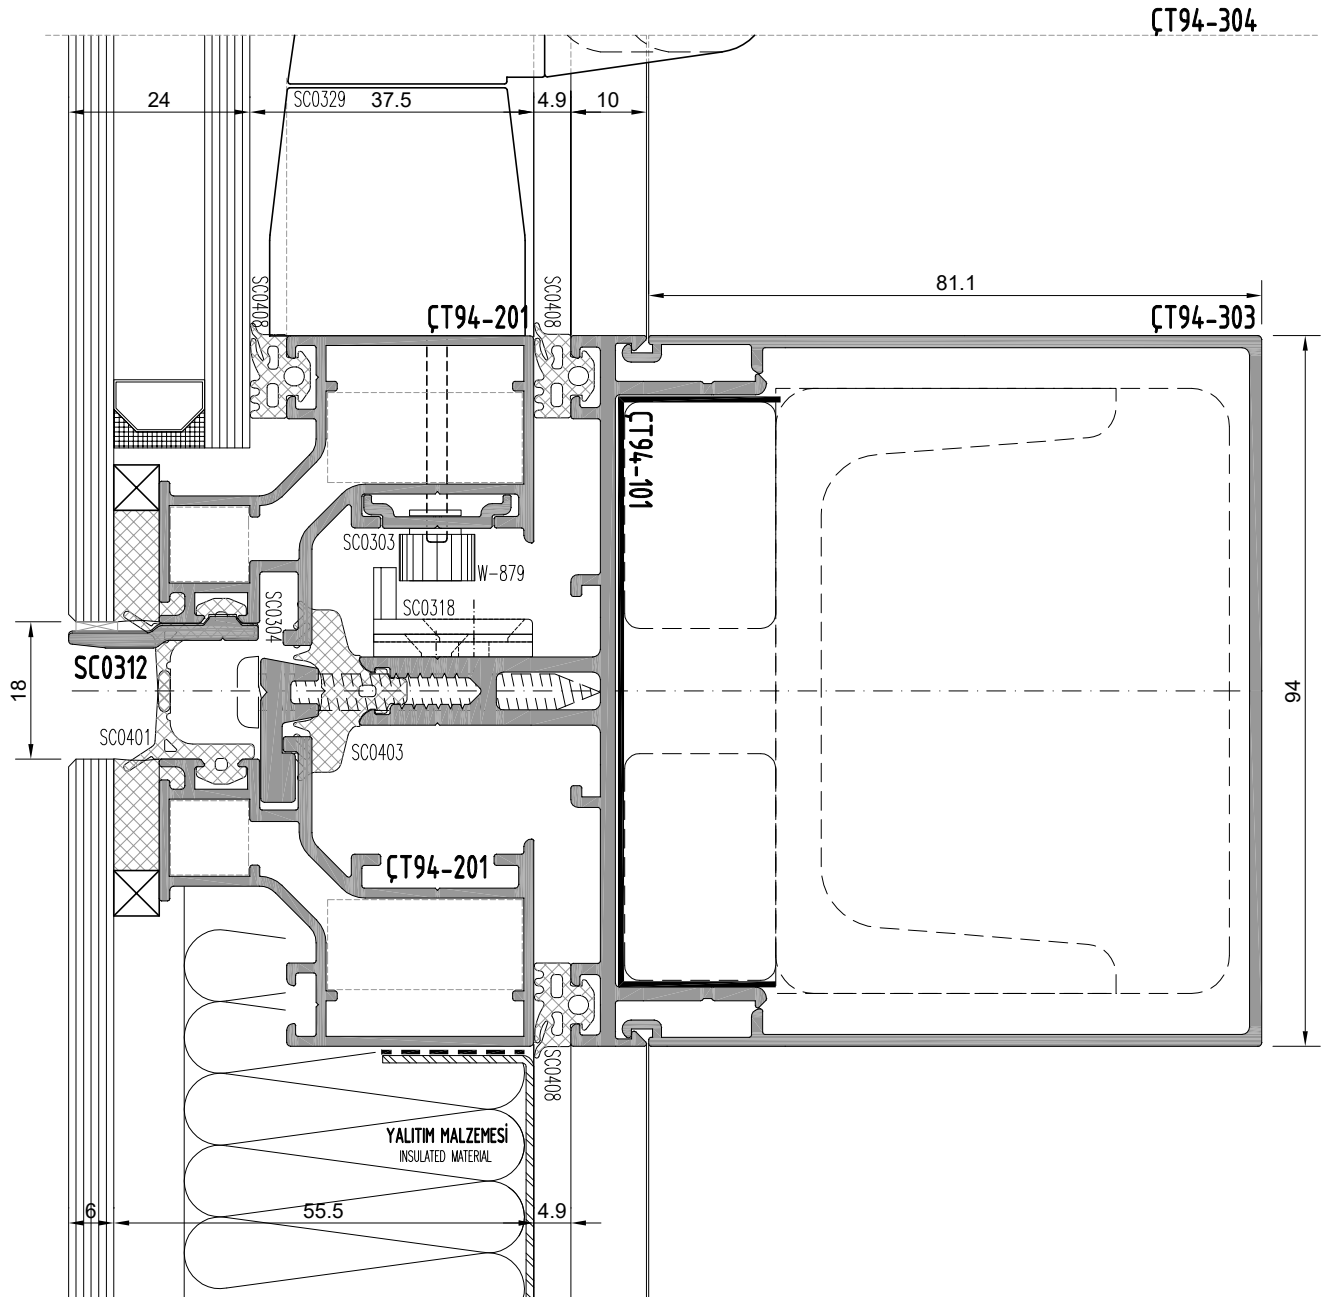 ÇT94-304
24
SC0329
37.5
4.9
10
81.1
SC0408
ÇT94-201
SC0408
ÇT94-303
ÇT94-101
SC0303
W-879
SC0304
SC0318
SC0312
18
94
SC0401
SC0403
ÇT94-201
SC0408
YALITIM MALZEMESİ
INSULATED MATERIAL
6
55.5
4.9